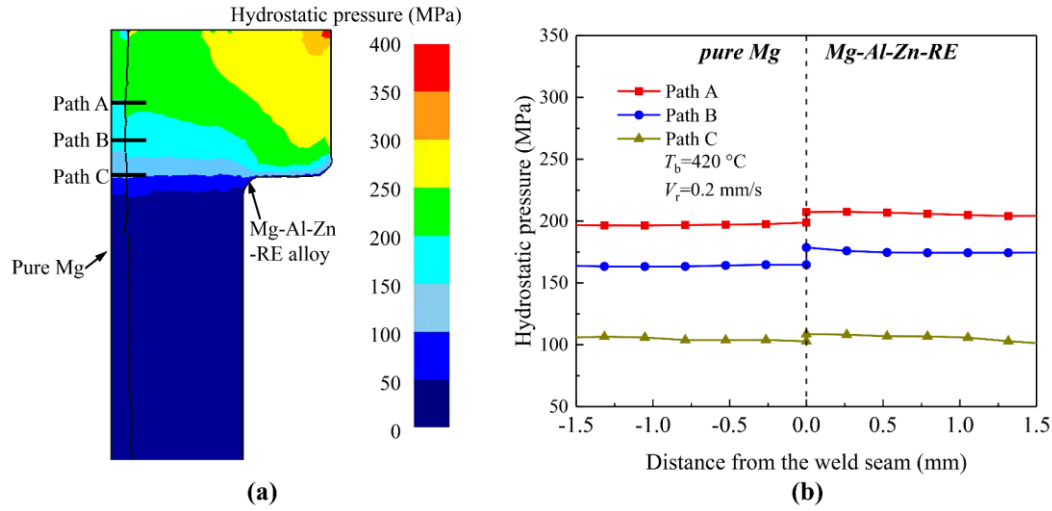 Hydrostatic pressure (MPa)
400
350
300
250
200
150
100
50
0
Path A
Path B
Path C
Pure Mg
Mg-Al-Zn
-RE alloy
(a)
Hydrostatic pressure (MPa)
350
300
250
200
150
100
50
pure Mg
Mg-Al-Zn-RE
Path A
Path B
Path C
Tb=420 °C
Vr=0.2 mm/s
-1.5 -1.0 -0.5 0.0 0.5 1.0 1.5
Distance from the weld seam (mm)
(b)